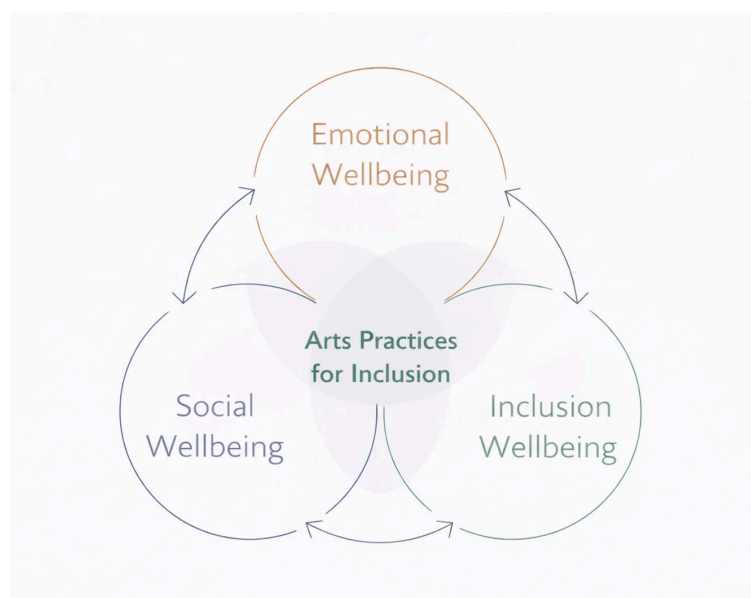 Emotional
Wellbeing
Arts Practices
for Inclusion
Social
Wellbeing
Inclusion
Wellbeing